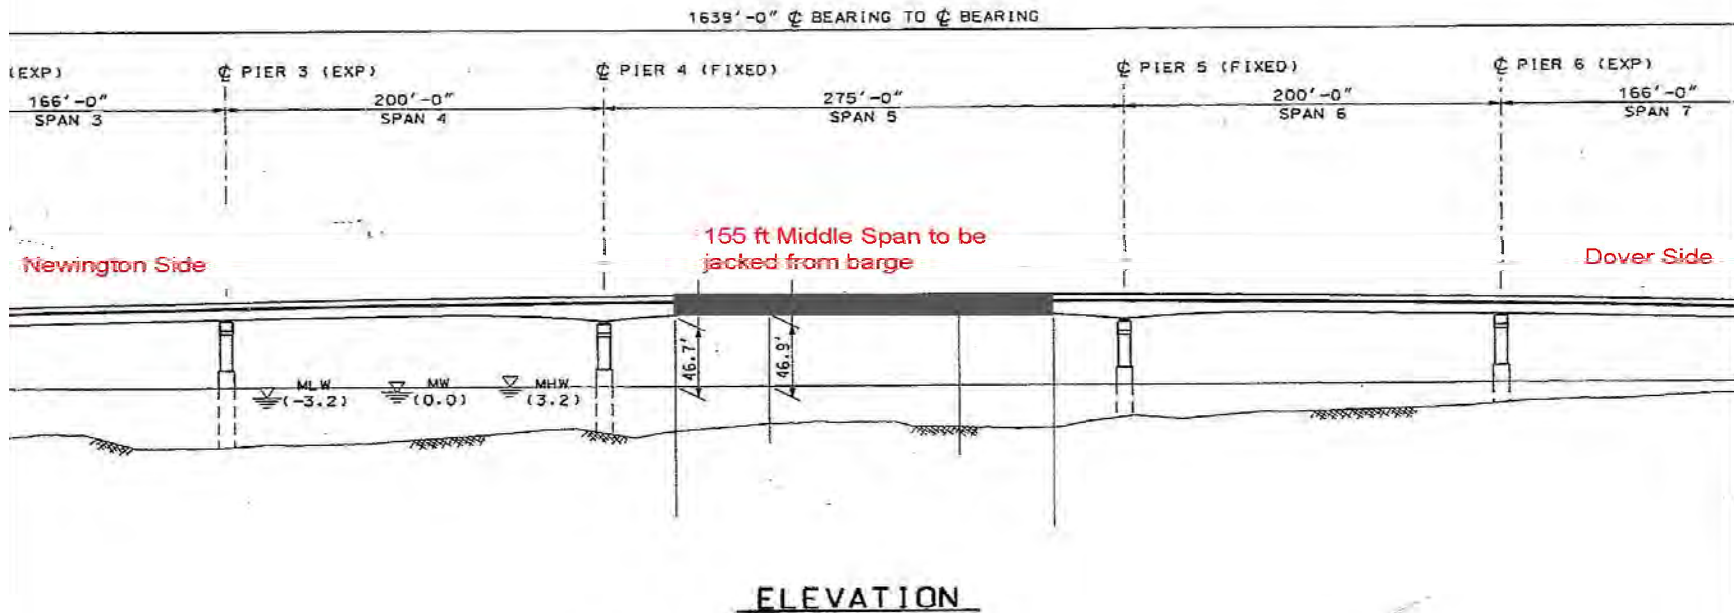 1639'-0" ℄ BEARING TO ℄ BEARING
(EXP)
℄ PIER 3 (EXP)
℄ PIER 4 (FIXED)
℄ PIER 5 (FIXED)
℄ PIER 6 (EXP)
166'-0"
SPAN 3
200'-0"
SPAN 4
275'-0"
SPAN 5
200'-0"
SPAN 6
166'-0"
SPAN 7
155 ft Middle Span to be
jacked from barge
Newington Side
Dover Side
46.7'
46.9'
MLW
(-3.2)
MW
(0.0)
MHW
(3.2)
ELEVATION